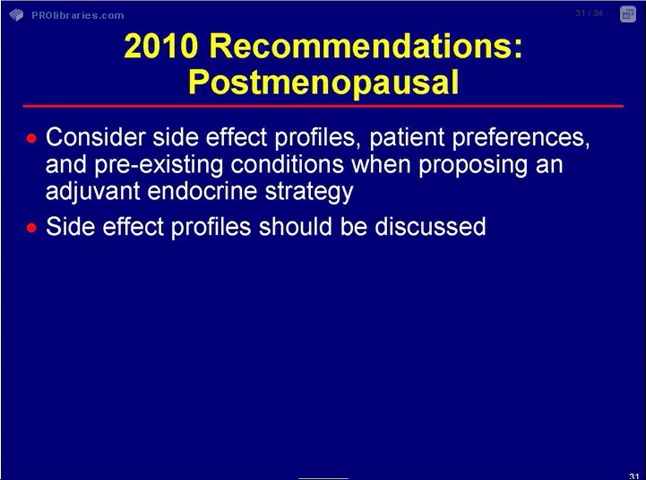 PROlibraries.com
31 / 34
2010 Recommendations:
Postmenopausal
• Consider side effect profiles, patient preferences,
and pre-existing conditions when proposing an
adjuvant endocrine strategy
• Side effect profiles should be discussed
31